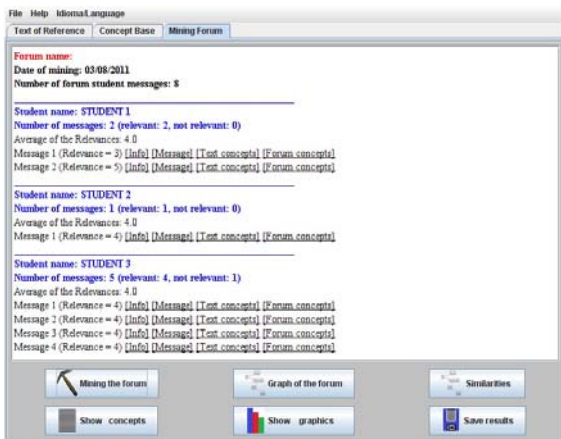 File Help Idioma/Language
Text of Reference Concept Base Mining Forum
Forum name:
Date of mining: 03/08/2011
Number of forum student messages: 8
Student name: STUDENT 1
Number of messages: 2 (relevant: 2, not relevant: 0)
Average of the Relevances: 4.0
Message 1 (Relevance = 3) [Info] [Message] [Text concepts] [Forum concepts]
Message 2 (Relevance = 5) [Info] [Message] [Text concepts] [Forum concepts]
Student name: STUDENT 2
Number of messages: 1 (relevant: 1, not relevant: 0)
Average of the Relevances: 4.0
Message 1 (Relevance = 4) [Info] [Message] [Text concepts] [Forum concepts]
Student name: STUDENT 3
Number of messages: 5 (relevant: 4, not relevant: 1)
Average of the Relevances: 4.0
Message 1 (Relevance = 4) [Info] [Message] [Text concepts] [Forum concepts]
Message 2 (Relevance = 4) [Info] [Message] [Text concepts] [Forum concepts]
Message 3 (Relevance = 4) [Info] [Message] [Text concepts] [Forum concepts]
Message 4 (Relevance = 4) [Info] [Message] [Text concepts] [Forum concepts]
Mining the forum Graph of the forum Similarities
Show concepts Show graphics Save results